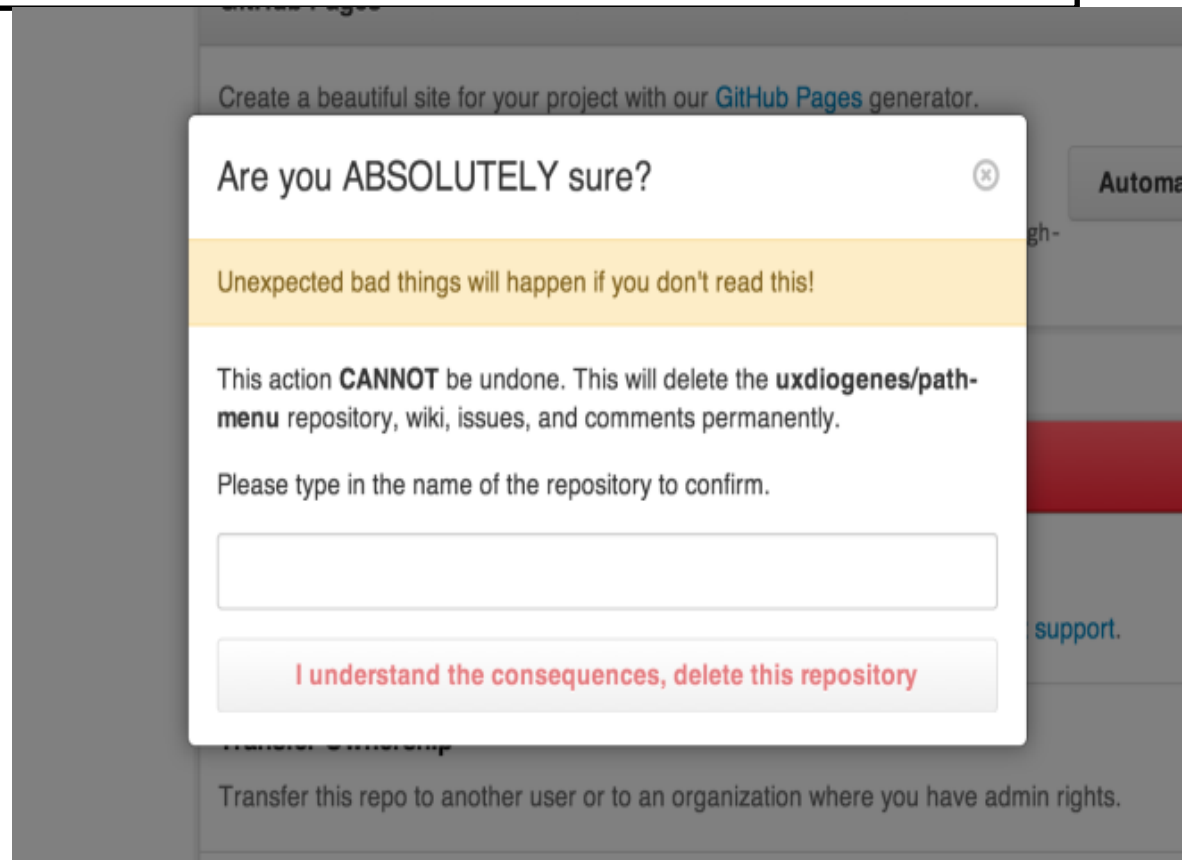 GitHub Pages
Create a beautiful site for your project with our GitHub Pages generator.
Are you ABSOLUTELY sure?
Automa
gh-
Unexpected bad things will happen if you don't read this!
This action CANNOT be undone. This will delete the uxdiogenes/path-
menu repository, wiki, issues, and comments permanently.
Please type in the name of the repository to confirm.
support.
I understand the consequences, delete this repository
Transfer Ownership
Transfer this repo to another user or to an organization where you have admin rights.